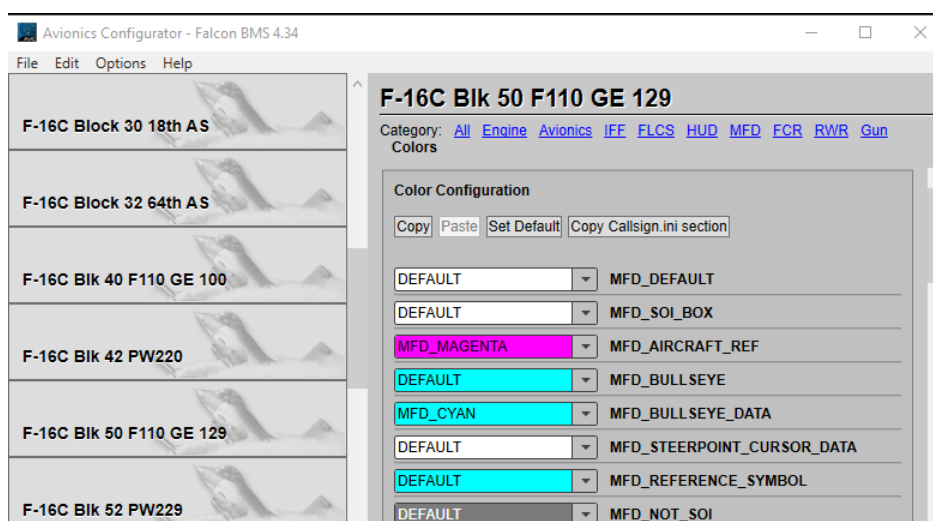 Avionics Configurator - Falcon BMS 4.34
File Edit Options Help
F-16C Block 30 18th AS
F-16C Block 32 64th AS
F-16C Blk 40 F110 GE 100
F-16C Blk 42 PW220
F-16C Blk 50 F110 GE 129
F-16C Blk 52 PW229
F-16C Blk 50 F110 GE 129
Category: All Engine Avionics IFF FLCS HUD MFD FCR RWR Gun
Colors
Color Configuration
Copy Paste Set Default Copy Callsign.ini section
DEFAULT MFD_DEFAULT
DEFAULT MFD_SOI_BOX
MFD_MAGENTA MFD_AIRCRAFT_REF
DEFAULT MFD_BULLSEYE
MFD_CYAN MFD_BULLSEYE_DATA
DEFAULT MFD_STEERPOINT_CURSOR_DATA
DEFAULT MFD_REFERENCE_SYMBOL
DEFAULT MFD_NOT_SOI